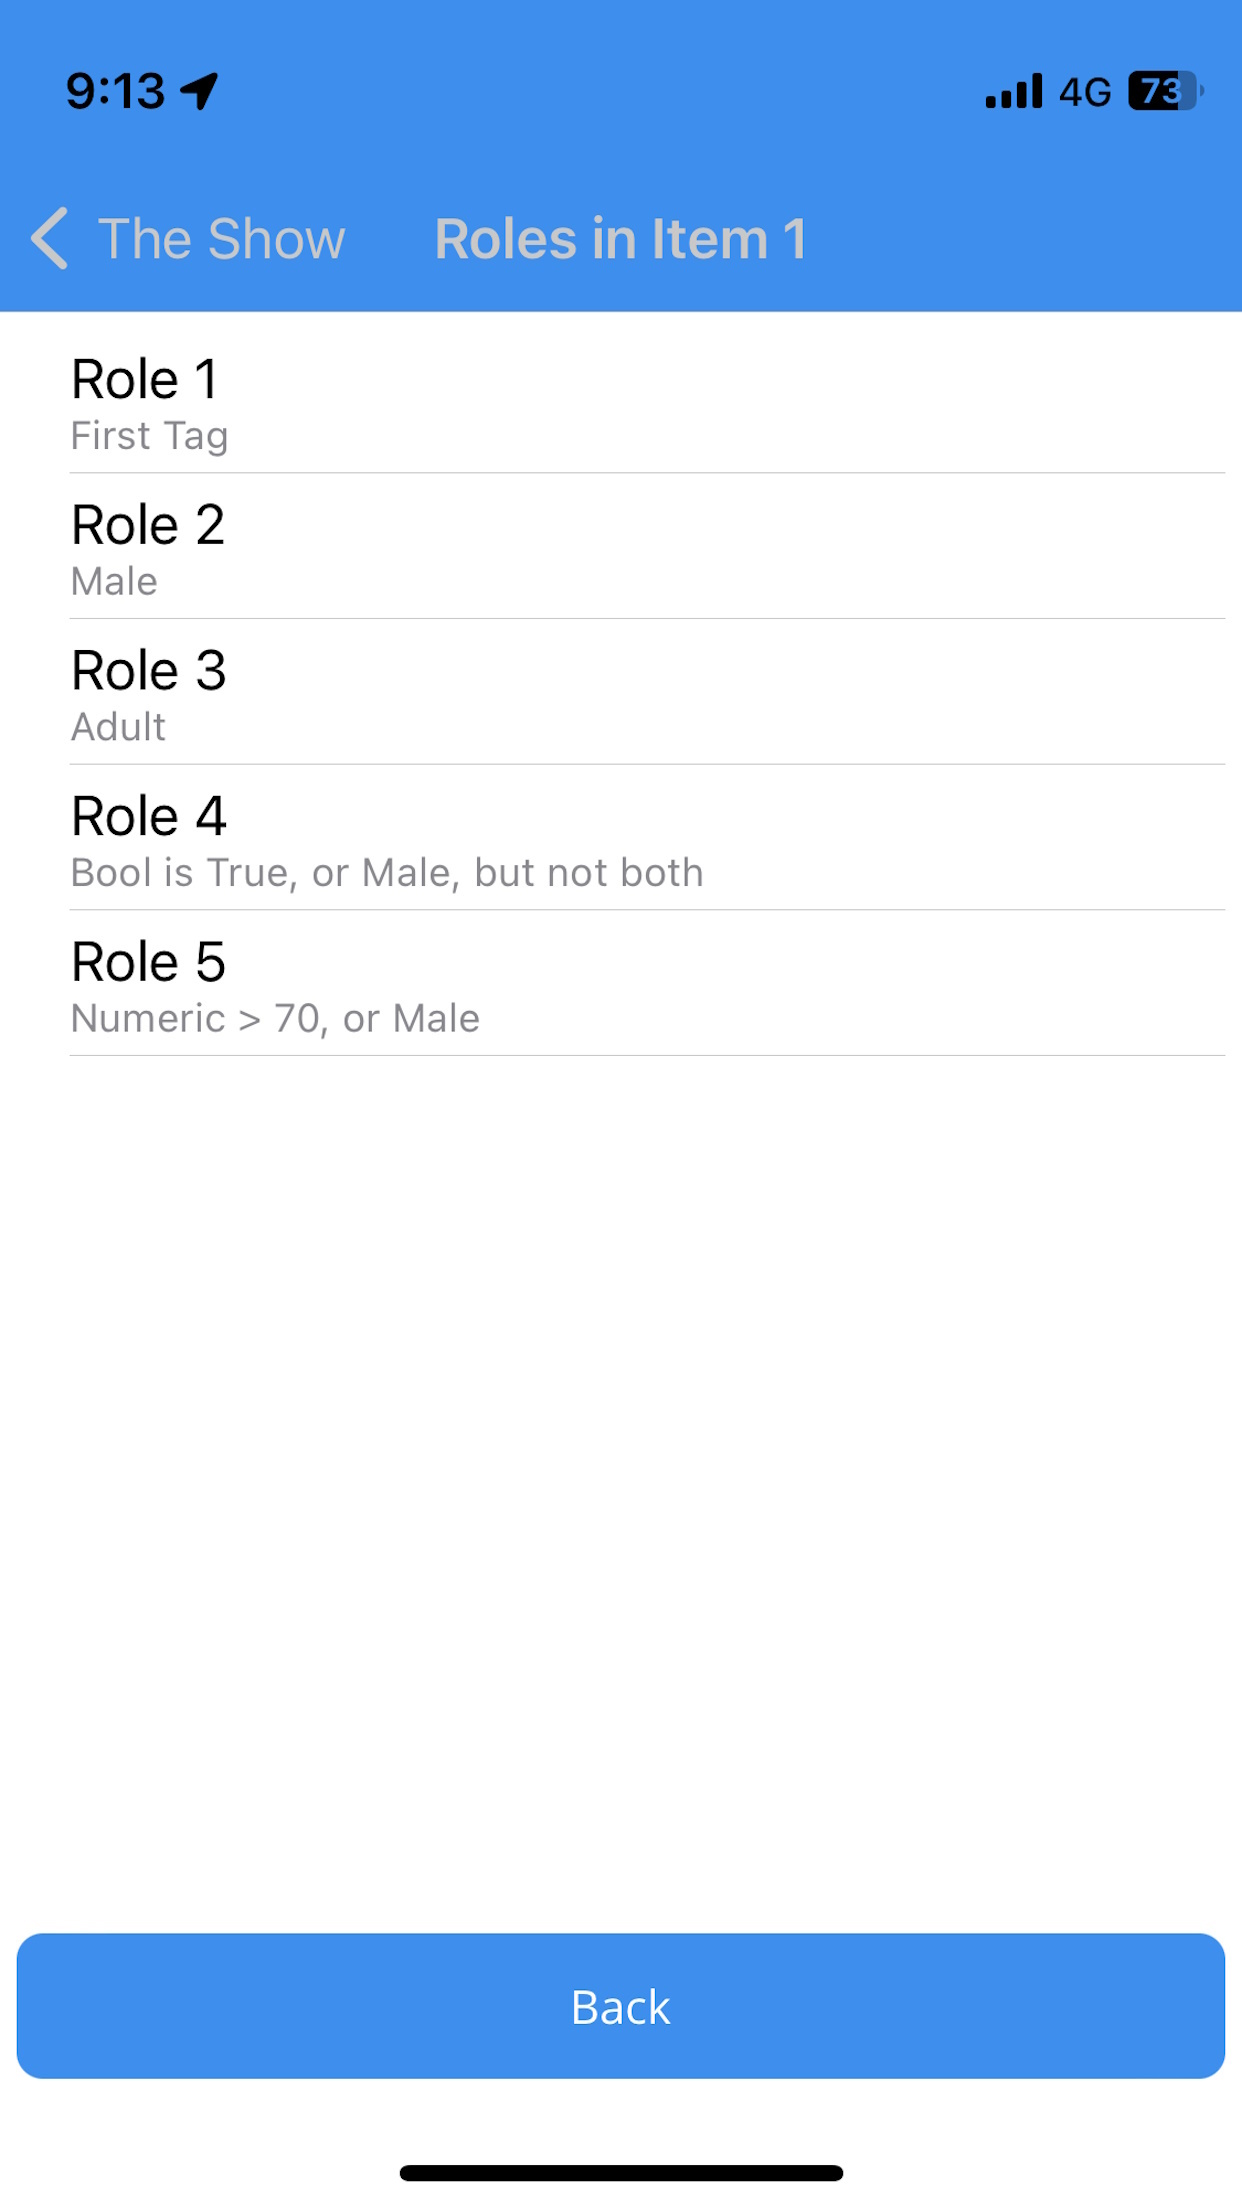 9:13 4G 73
The Show Roles in Item 1
Role 1
First Tag
Role 2
Male
Role 3
Adult
Role 4
Bool is True, or Male, but not both
Role 5
Numeric > 70, or Male
Back